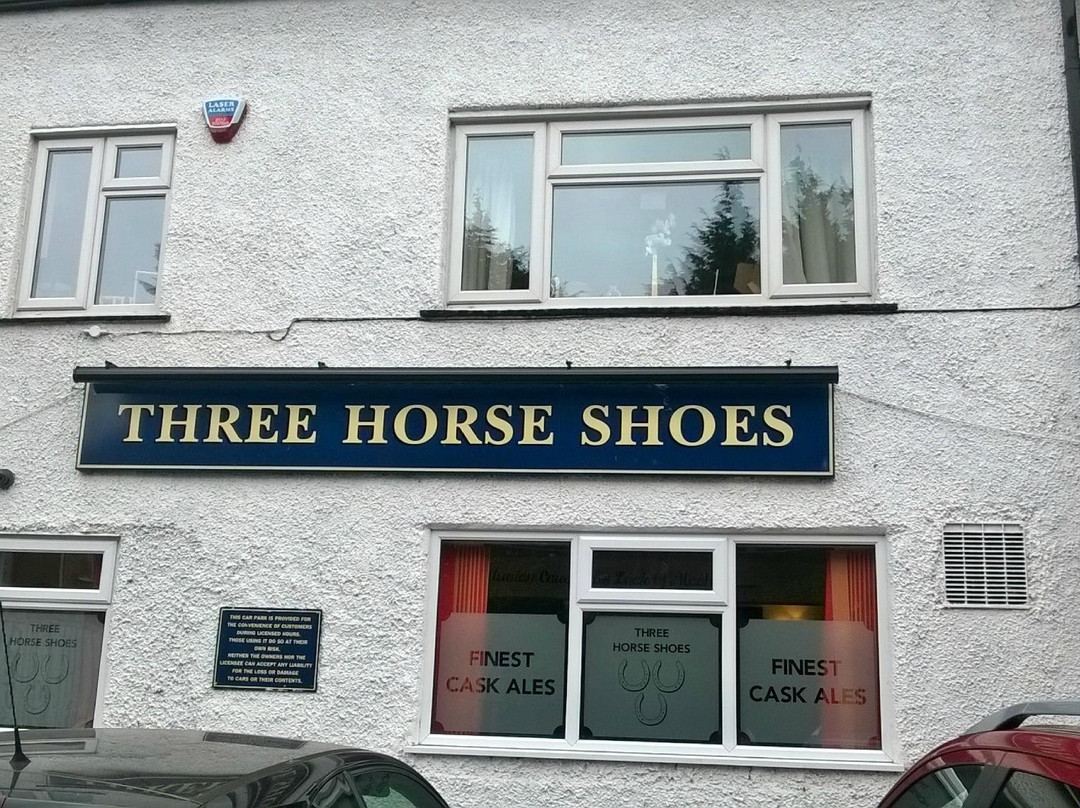 LASER
ALARMS
THREE HORSE SHOES
THREE
HORSE SHOES
THIS CAR PARK IS PROVIDED FOR
THE CONVENIENCE OF CUSTOMERS
DURING LICENSED HOURS.
THOSE USING IT DO SO AT THEIR
OWN RISK.
NEITHER THE OWNERS NOR THE
LICENSEE CAN ACCEPT ANY LIABILITY
FOR THE LOSS OR DAMAGE
TO CARS OR THEIR CONTENTS.
FINEST
CASK ALES
THREE
HORSE SHOES
FINEST
CASK ALES